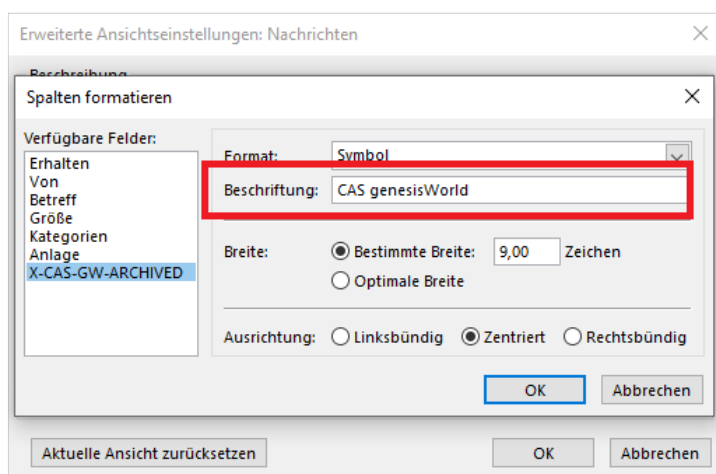 Erweiterte Ansichtseinstellungen: Nachrichten
Beschreibung
Spalten formatieren
Verfügbare Felder:
Erhalten
Von
Betreff
Größe
Kategorien
Anlage
X-CAS-GW-ARCHIVED
Format: Symbol
Beschriftung: CAS genesisWorld
Breite: Bestimmte Breite: 9,00 Zeichen
Optimale Breite
Ausrichtung: Linksbündig Zentriert Rechtsbündig
OK Abbrechen
Aktuelle Ansicht zurücksetzen OK Abbrechen